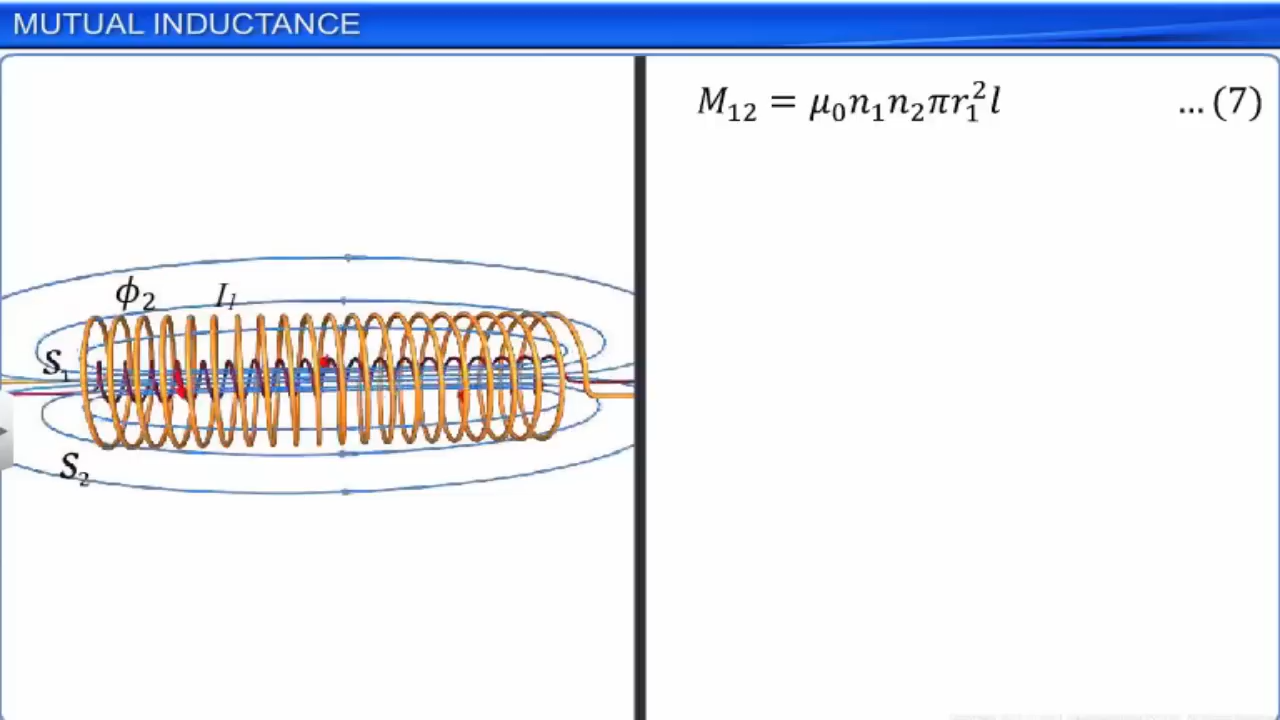 MUTUAL INDUCTANCE
M₁₂ = μ₀n₁n₂πr₁²l ... (7)
ϕ₂ I₁
S₁
S₂